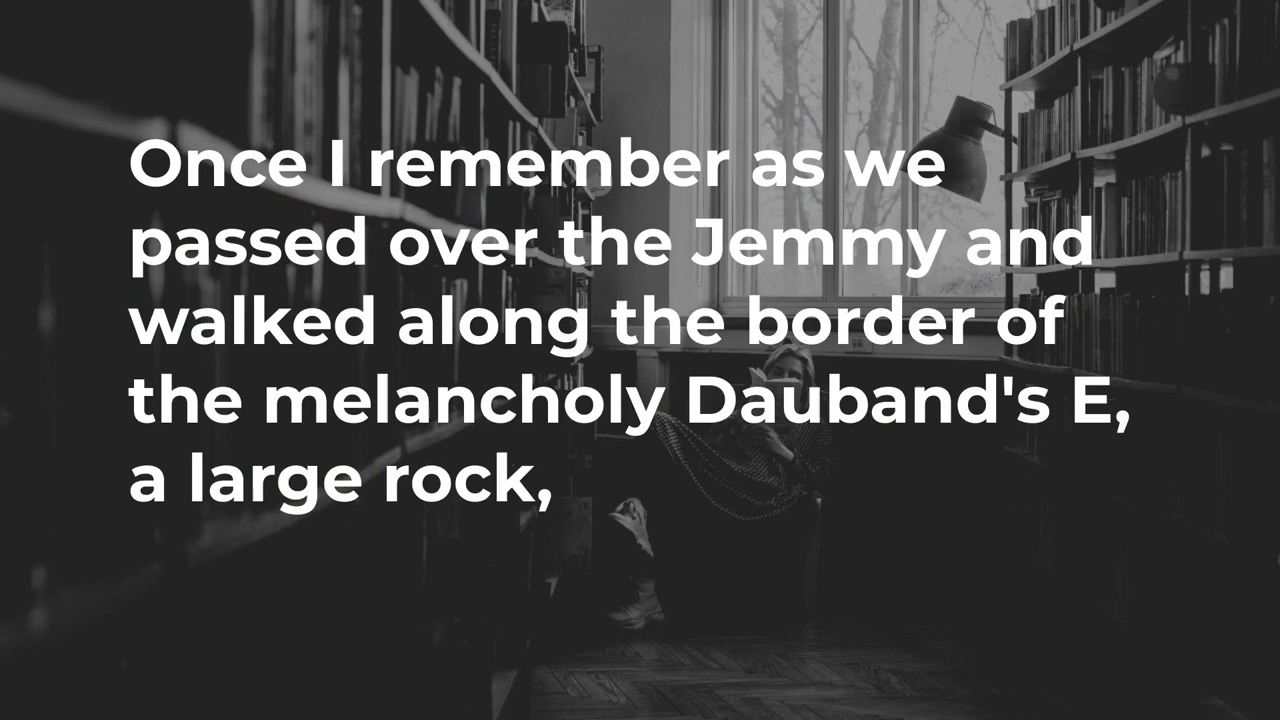 Once I remember as we
passed over the Jemmy and
walked along the border of
the melancholy Dauband's E,
a large rock,